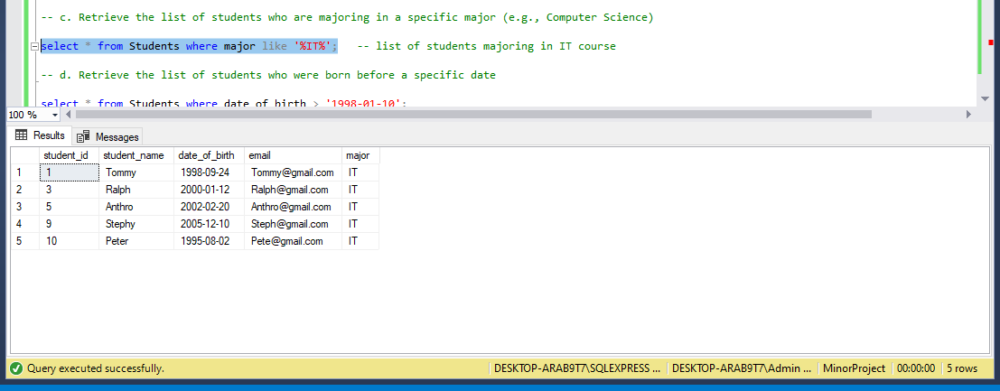 -- c. Retrieve the list of students who are majoring in a specific major (e.g., Computer Science)
select * from Students where major like '%IT%';   -- list of students majoring in IT course
-- d. Retrieve the list of students who were born before a specific date
select * from Students where date_of_birth > '1998-01-10';
100 %
Results Messages
student_id student_name date_of_birth email major
1 1 Tommy 1998-09-24 Tommy@gmail.com IT
2 3 Ralph 2000-01-12 Ralph@gmail.com IT
3 5 Anthro 2002-02-20 Anthro@gmail.com IT
4 9 Stephy 2005-12-10 Steph@gmail.com IT
5 10 Peter 1995-08-02 Pete@gmail.com IT
Query executed successfully. DESKTOP-ARAB9T7\SQLEXPRESS ... DESKTOP-ARAB9T7\Admin ... MinorProject 00:00:00 5 rows